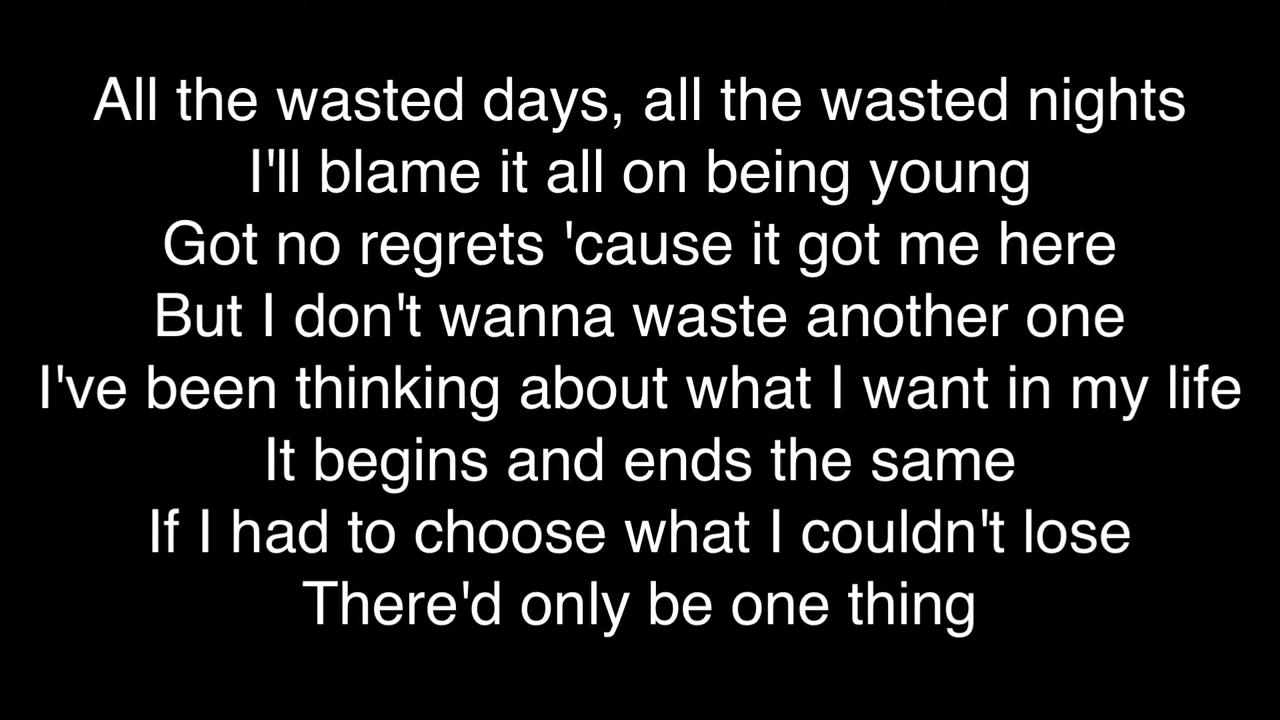 All the wasted days, all the wasted nights
I'll blame it all on being young
Got no regrets 'cause it got me here
But I don't wanna waste another one
I've been thinking about what I want in my life
It begins and ends the same
If I had to choose what I couldn't lose
There'd only be one thing